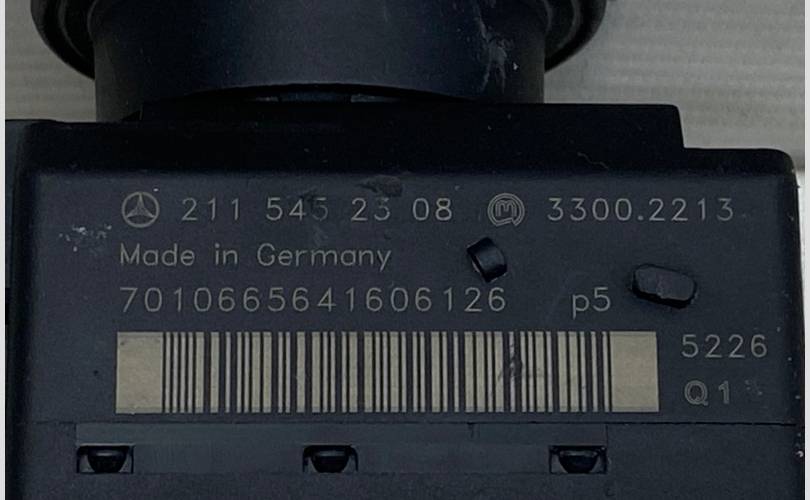 211 545 23 08 3300.2213
Made in Germany
7010665641606126 p5
5226
Q1